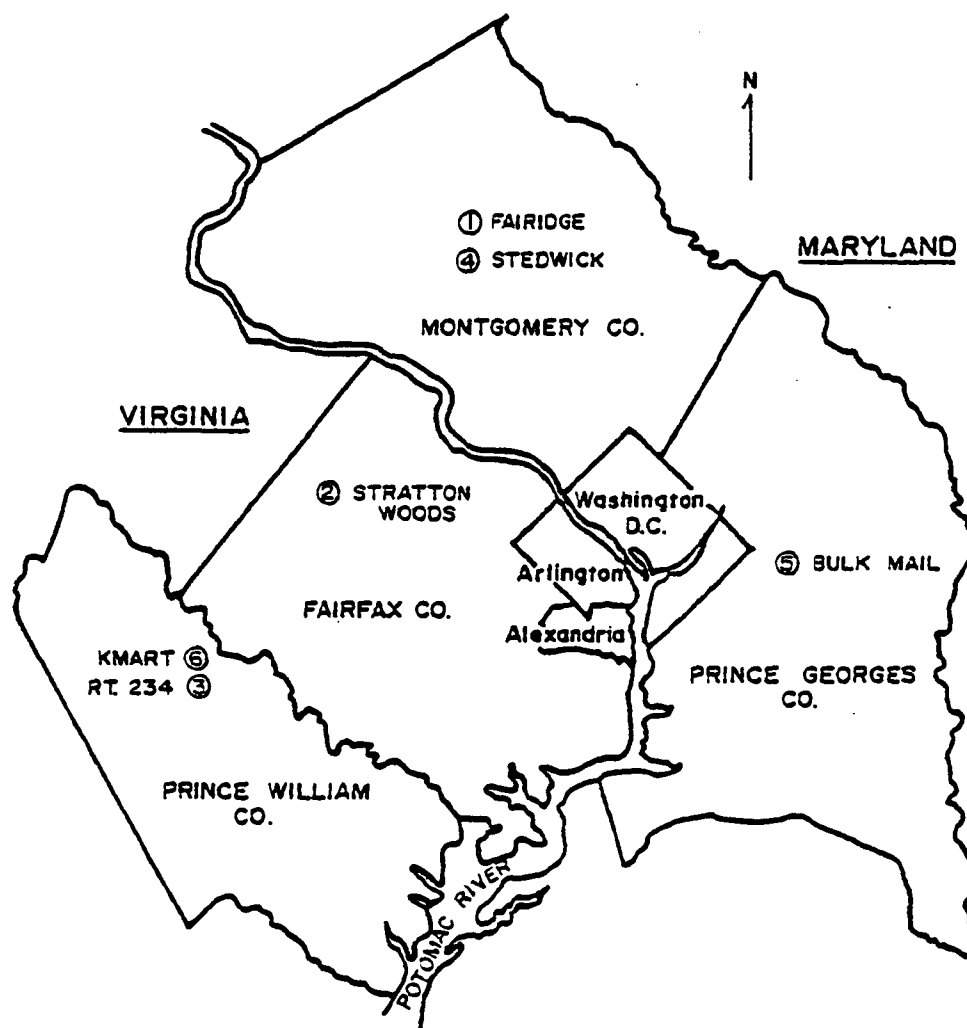 N
① FAIRIDGE
④ STEDWICK
MARYLAND
MONTGOMERY CO.
VIRGINIA
② STRATTON
WOODS
Washington
D.C.
⑤ BULK MAIL
Arlington
FAIRFAX CO.
Alexandria
KMART ⑥
RT. 234 ③
PRINCE GEORGES
CO.
PRINCE WILLIAM
CO.
POTOMAC RIVER